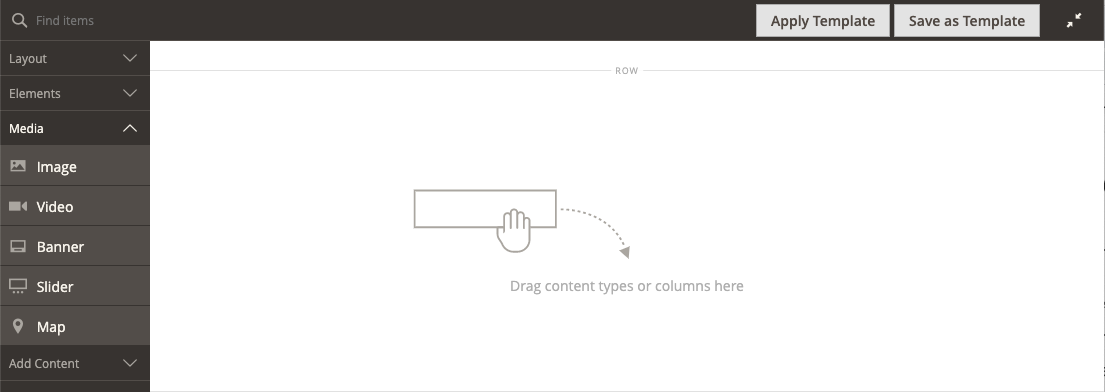 Find items
Apply Template
Save as Template
Layout
Elements
Media
Image
Video
Banner
Slider
Map
Add Content
ROW
Drag content types or columns here